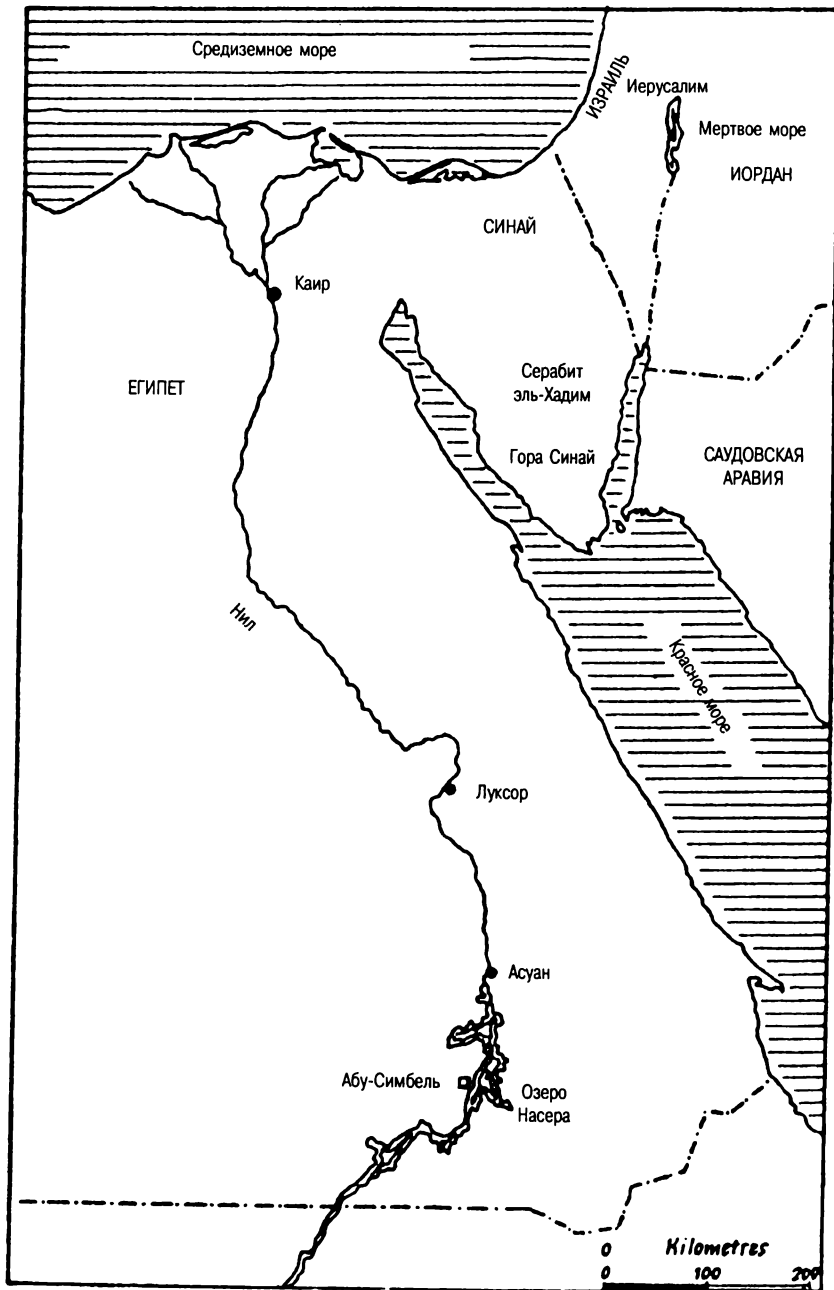 Средиземное море
ИЗРАИЛЬ
Иерусалим
Мертвое море
ИОРДАН
СИНАЙ
Каир
ЕГИПЕТ
Серабит
эль-Хадим
Гора Синай
САУДОВСКАЯ
АРАВИЯ
Нил
Красное море
Луксор
Асуан
Абу-Симбель
Озеро
Насера
0 Kilometres
0 100 200